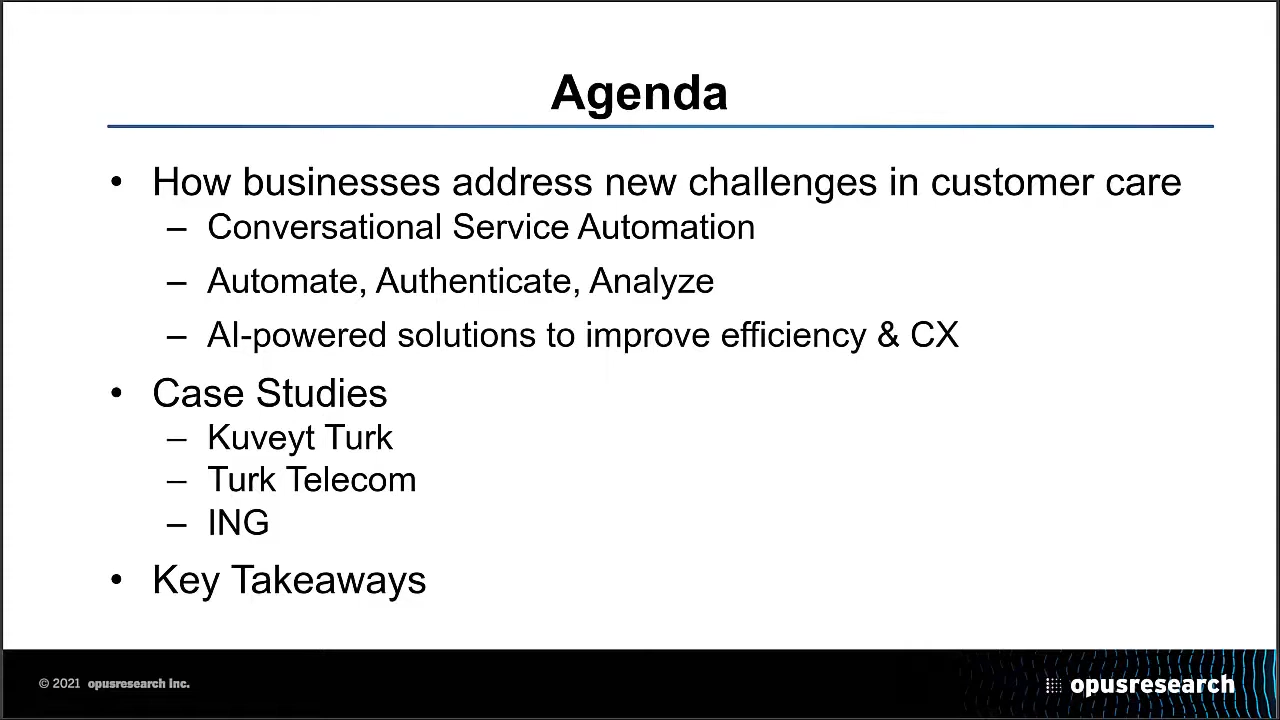 Agenda
• How businesses address new challenges in customer care
– Conversational Service Automation
– Automate, Authenticate, Analyze
– AI-powered solutions to improve efficiency & CX
• Case Studies
– Kuveyt Turk
– Turk Telecom
– ING
• Key Takeaways
© 2021 opusresearch Inc.
opusresearch